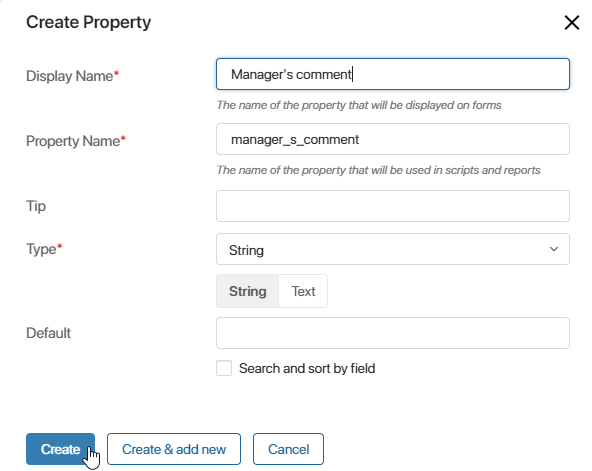 Create Property
Display Name*
Manager's comment
The name of the property that will be displayed on forms
Property Name*
manager_s_comment
The name of the property that will be used in scripts and reports
Tip
Type*
String
String Text
Default
Search and sort by field
Create Create & add new Cancel